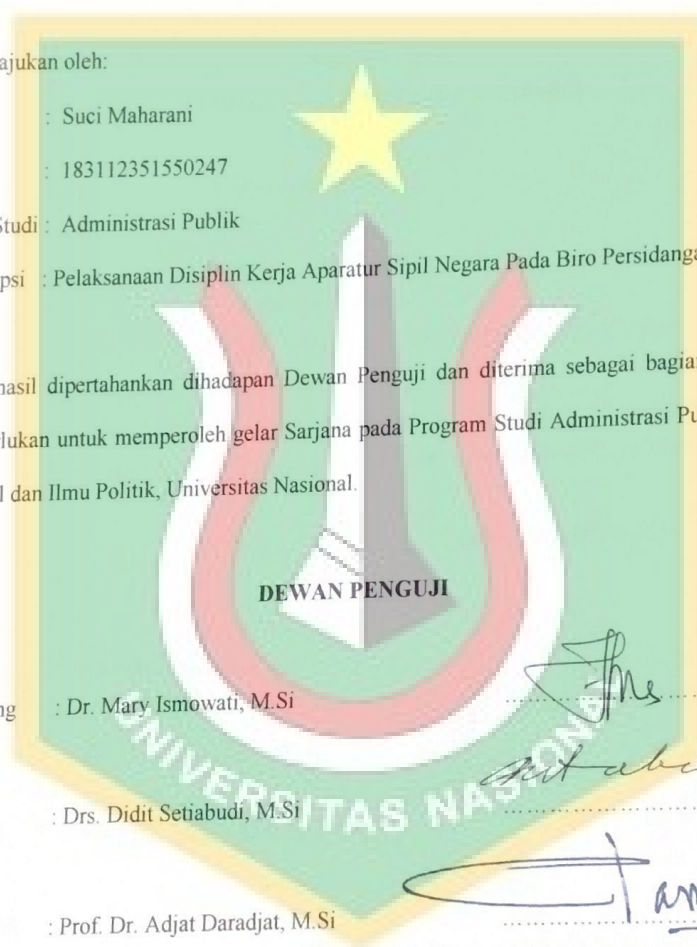 ajukan oleh:
: Suci Maharani
: 183112351550247
Studi : Administrasi Publik
psi : Pelaksanaan Disiplin Kerja Aparatur Sipil Negara Pada Biro Persidanga
hasil dipertahankan dihadapan Dewan Penguji dan diterima sebagai bagia
rlukan untuk memperoleh gelar Sarjana pada Program Studi Administrasi Pu
l dan Ilmu Politik, Universitas Nasional.
DEWAN PENGUJI
ng : Dr. Mary Ismowati, M.Si
: Drs. Didit Setiabudi, M.Si
: Prof. Dr. Adjat Daradjat, M.Si
UNIVERSITAS NASIONAL